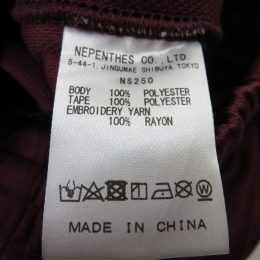 NEPENTHES CO., LTD.
5-44-1, JINGUMAE SHIBUYA TOKYO
NS250
BODY 100% POLYESTER
TAPE 100% POLYESTER
EMBROIDERY YARN
100% RAYON
MADE IN CHINA